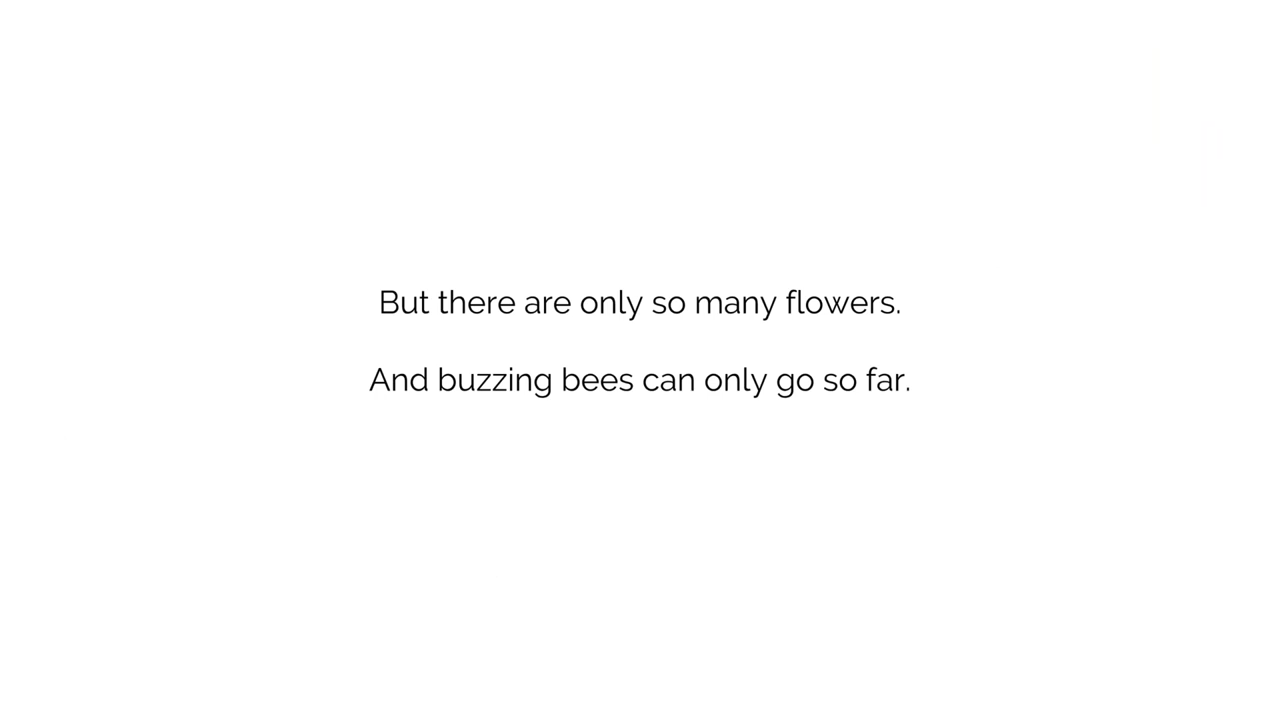 But there are only so many flowers.
And buzzing bees can only go so far.